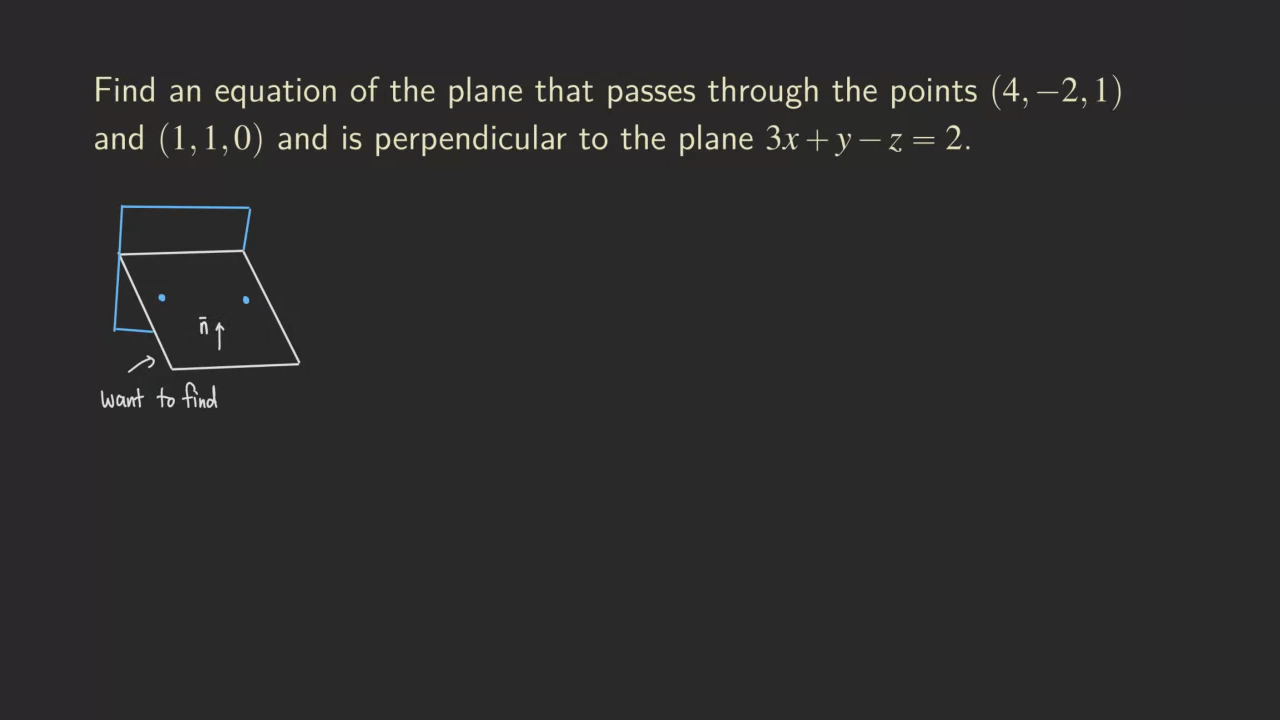 Find an equation of the plane that passes through the points (4,−2,1)
and (1,1,0) and is perpendicular to the plane 3x+y−z=2.
n̄
want to find